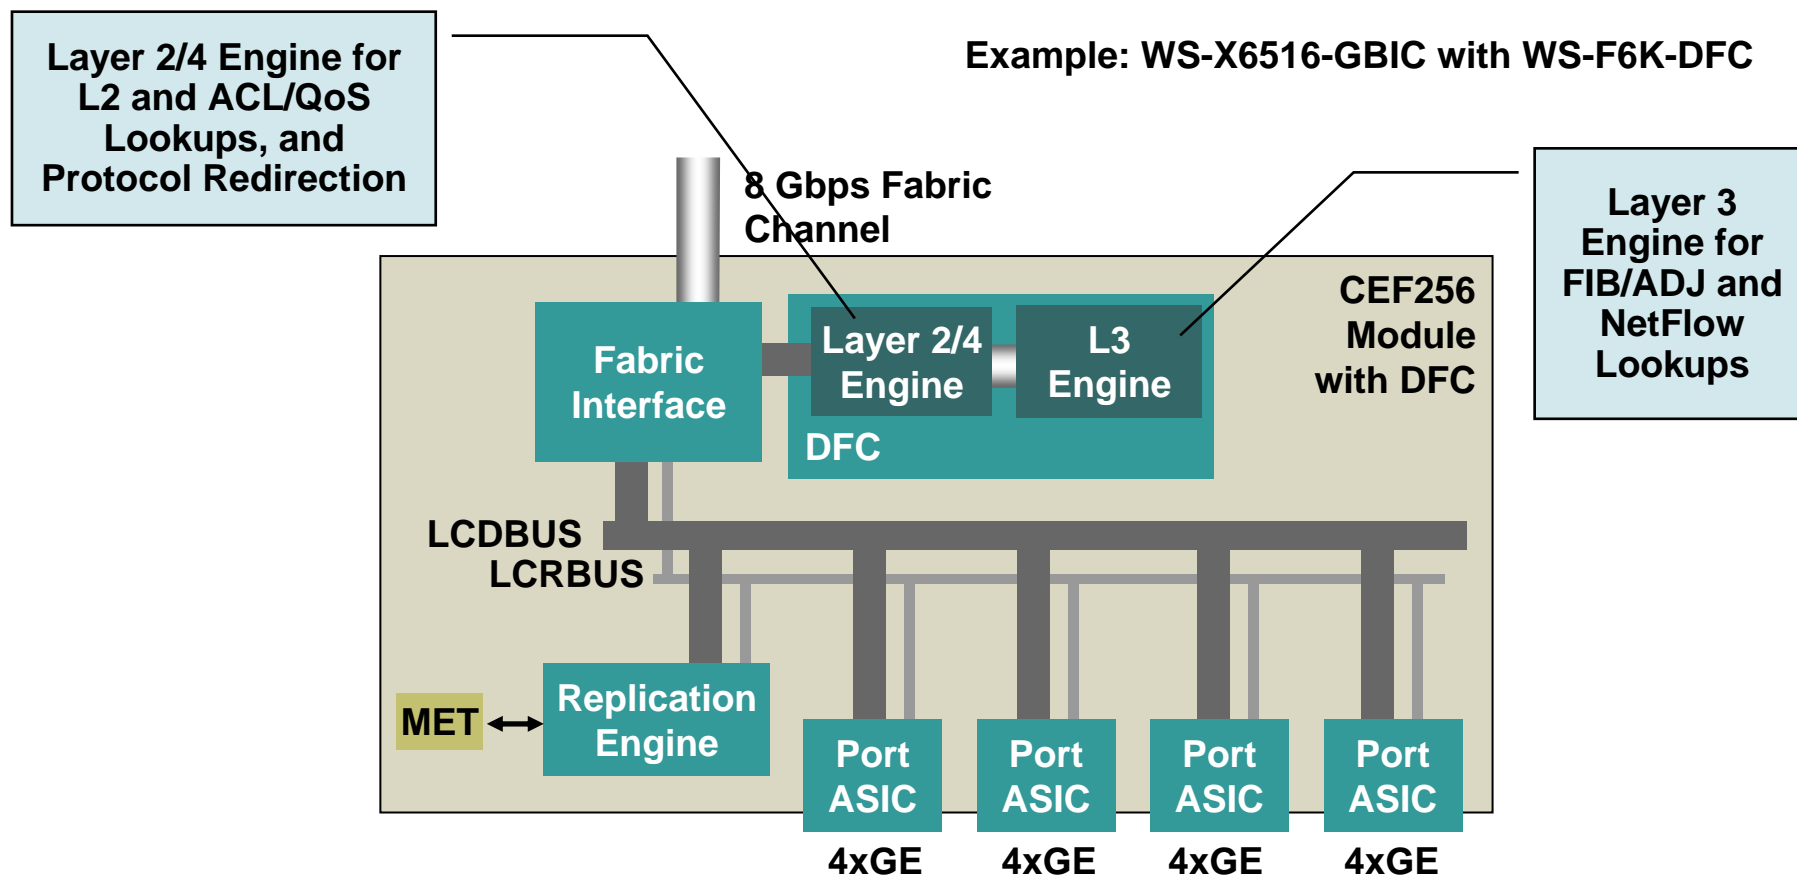 Layer 2/4 Engine for
L2 and ACL/QoS
Lookups, and
Protocol Redirection
Example: WS-X6516-GBIC with WS-F6K-DFC
8 Gbps Fabric
Channel
Layer 3
Engine for
FIB/ADJ and
NetFlow
Lookups
CEF256
Module
with DFC
Fabric
Interface
Layer 2/4
Engine
L3
Engine
DFC
LCDBUS
LCRBUS
MET
Replication
Engine
Port
ASIC
Port
ASIC
Port
ASIC
Port
ASIC
4xGE
4xGE
4xGE
4xGE